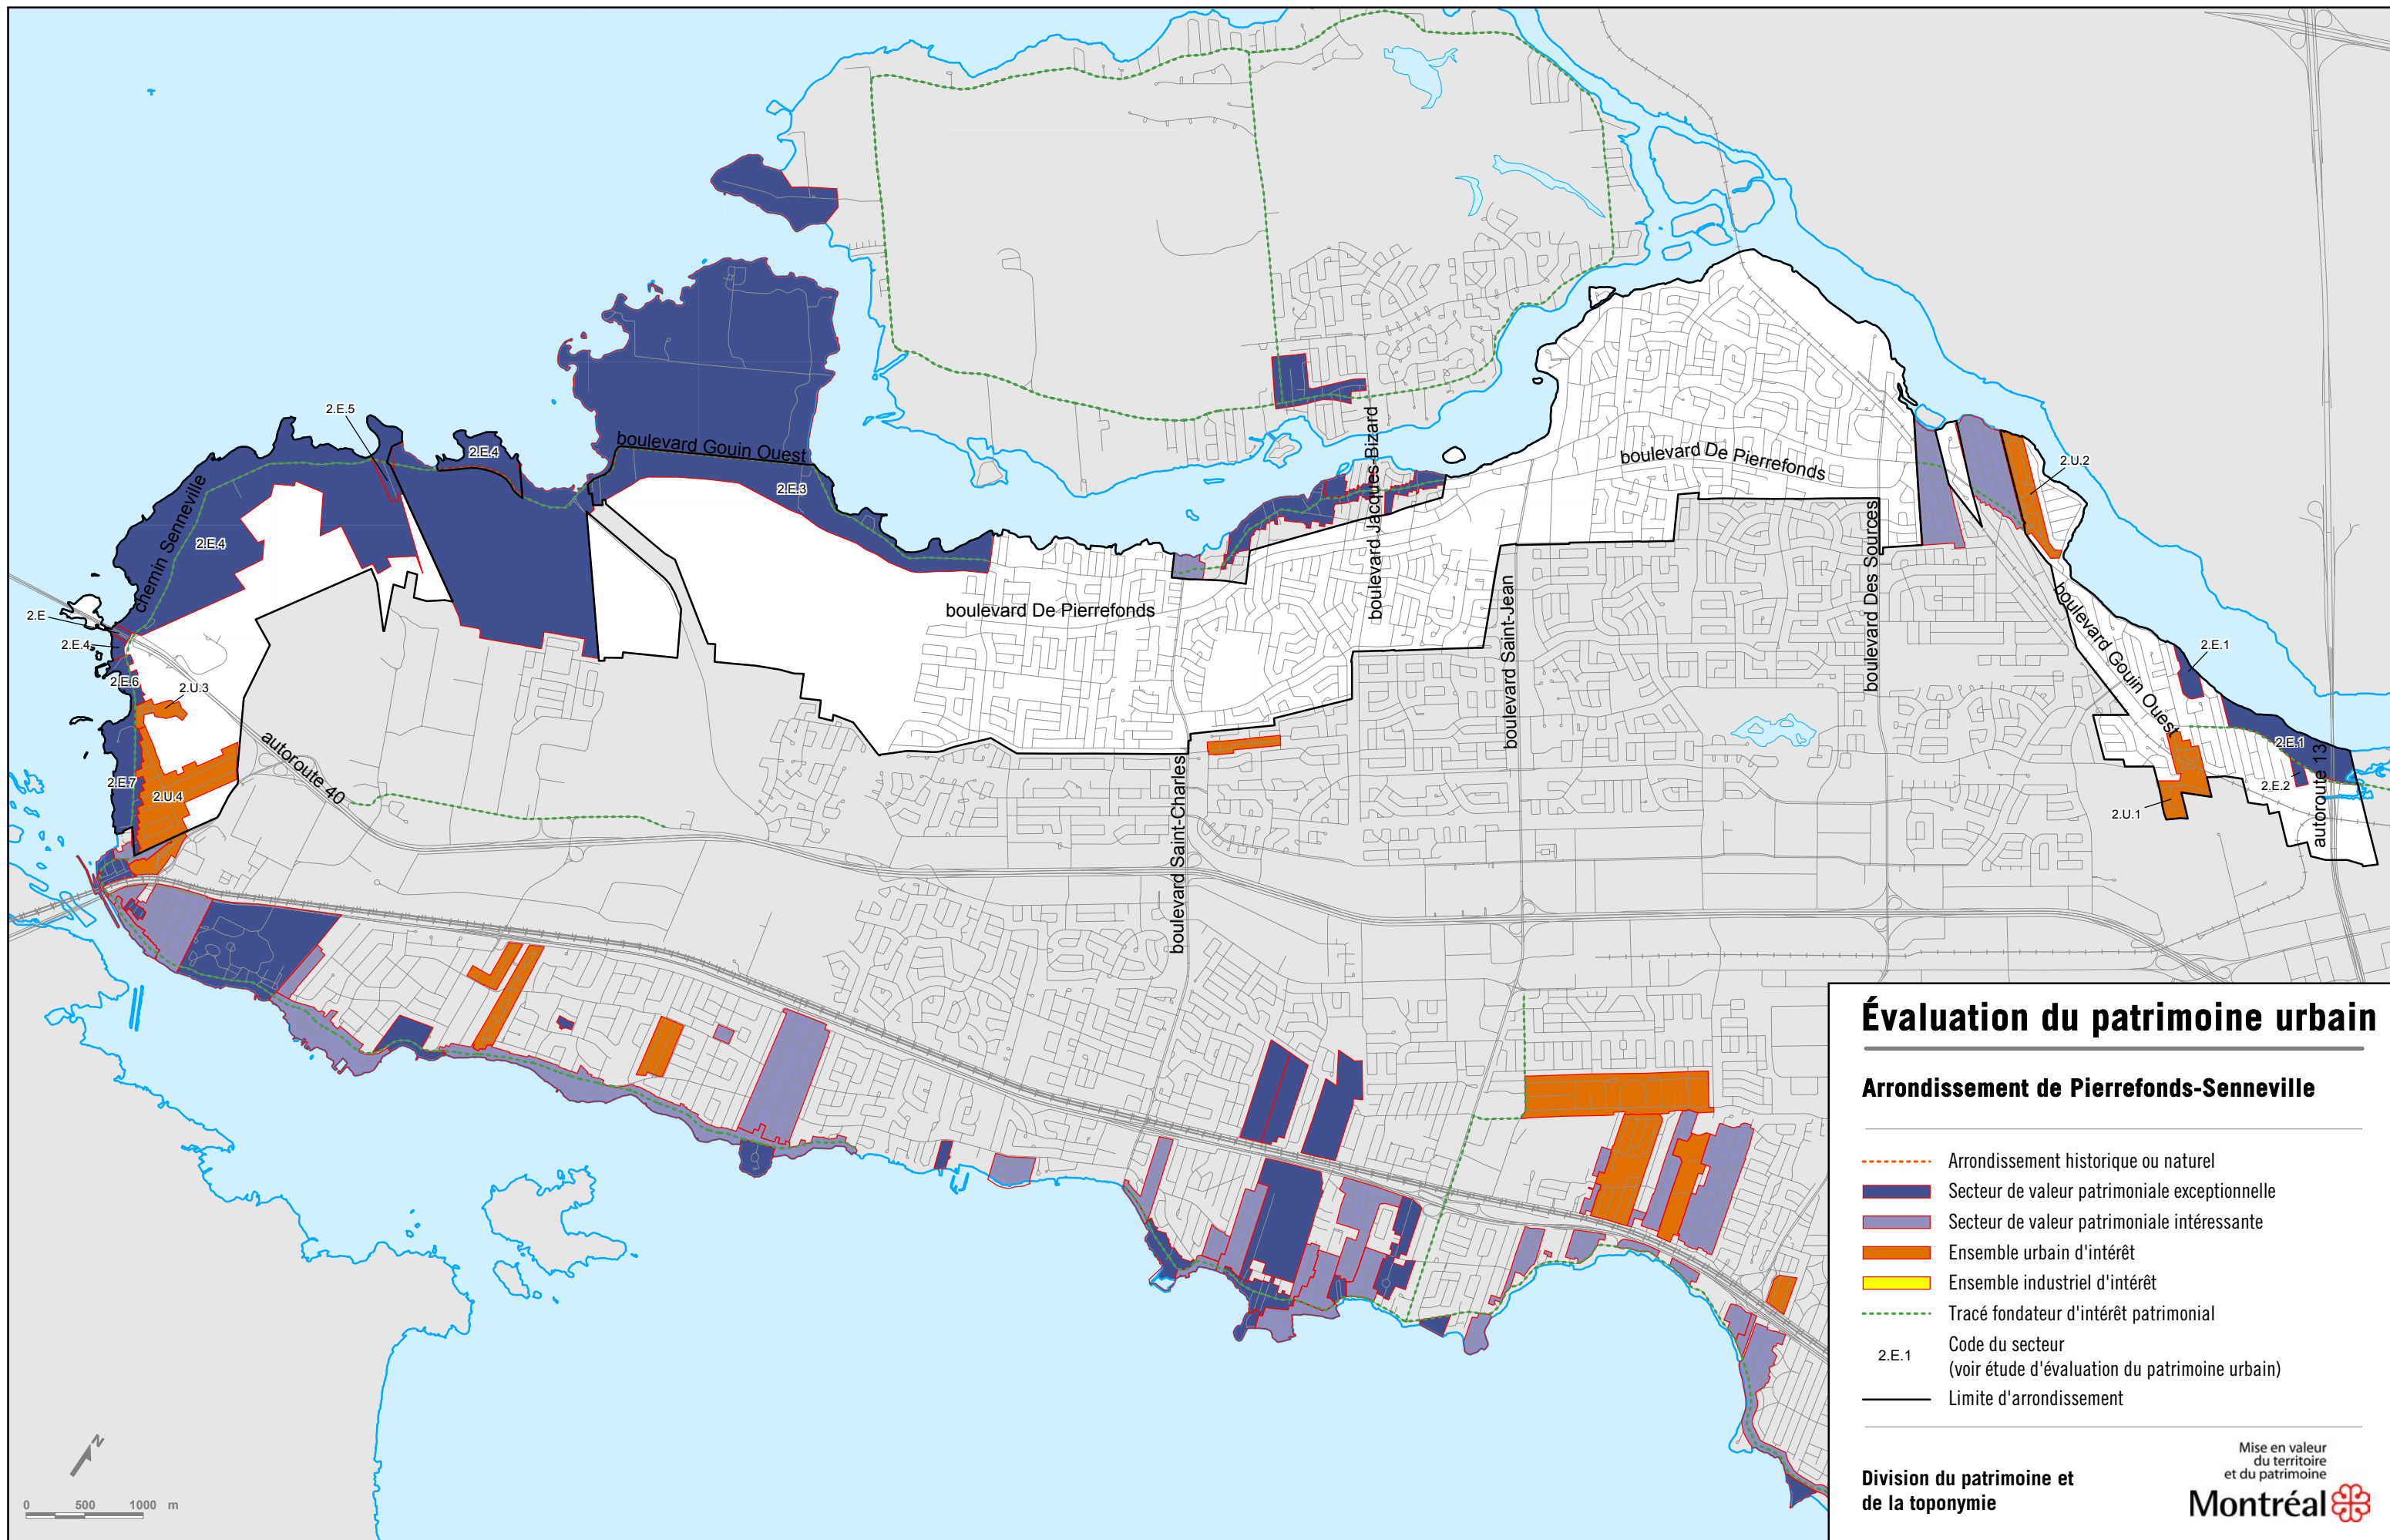 boulevard Gouin Ouest
2.E.5
2.E.4
2.E.3
chemin Senneville
2.E.4
2.E
2.E.4
2.E.6
2.U.3
2.E.7
2.U.4
autoroute 40
boulevard De Pierrefonds
boulevard Jacques-Bizard
boulevard Saint-Charles
boulevard Saint-Jean
boulevard De Pierrefonds
boulevard Des Sources
2.U.2
boulevard Gouin Ouest
2.E.1
2.E.1
2.E.2
2.U.1
autoroute 13
Évaluation du patrimoine urbain
Arrondissement de Pierrefonds-Senneville
Arrondissement historique ou naturel
Secteur de valeur patrimoniale exceptionnelle
Secteur de valeur patrimoniale intéressante
Ensemble urbain d'intérêt
Ensemble industriel d'intérêt
Tracé fondateur d'intérêt patrimonial
2.E.1 Code du secteur
(voir étude d'évaluation du patrimoine urbain)
Limite d'arrondissement
Division du patrimoine et
de la toponymie
Mise en valeur
du territoire
et du patrimoine
Montréal
N
0 500 1000 m